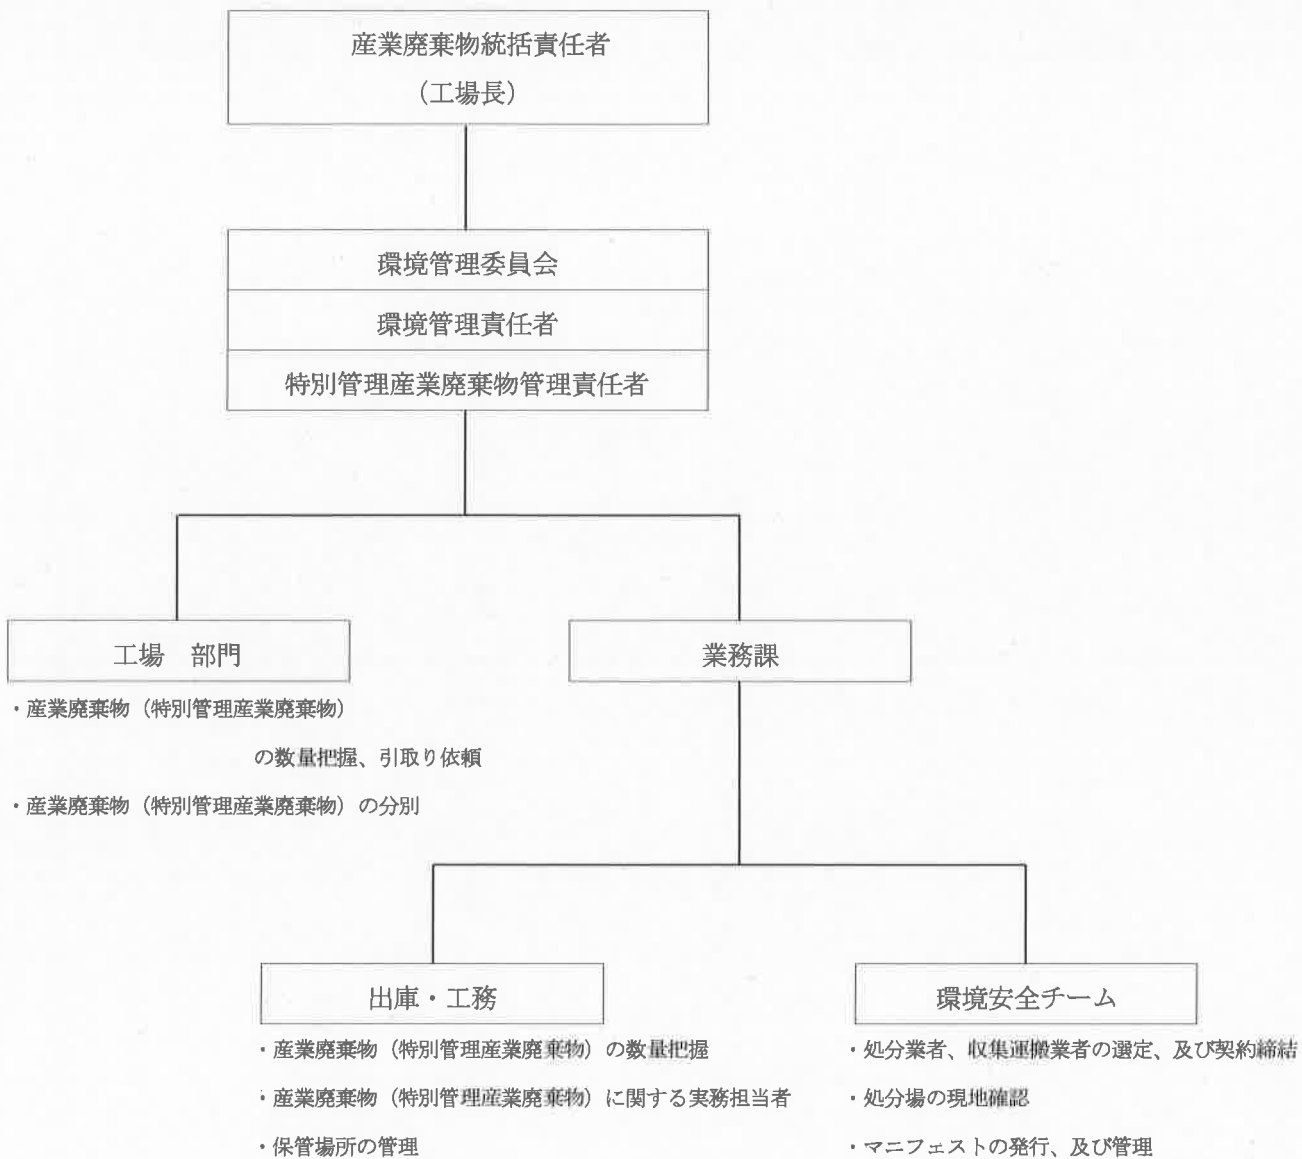 産業廃棄物統括責任者
（工場長）
環境管理委員会
環境管理責任者
特別管理産業廃棄物管理責任者
工場　部門
業務課
・産業廃棄物（特別管理産業廃棄物）
の数量把握、引取り依頼
・産業廃棄物（特別管理産業廃棄物）の分別
出庫・工務
・産業廃棄物（特別管理産業廃棄物）の数量把握
・産業廃棄物（特別管理産業廃棄物）に関する実務担当者
・保管場所の管理
環境安全チーム
・処分業者、収集運搬業者の選定、及び契約締結
・処分場の現地確認
・マニフェストの発行、及び管理